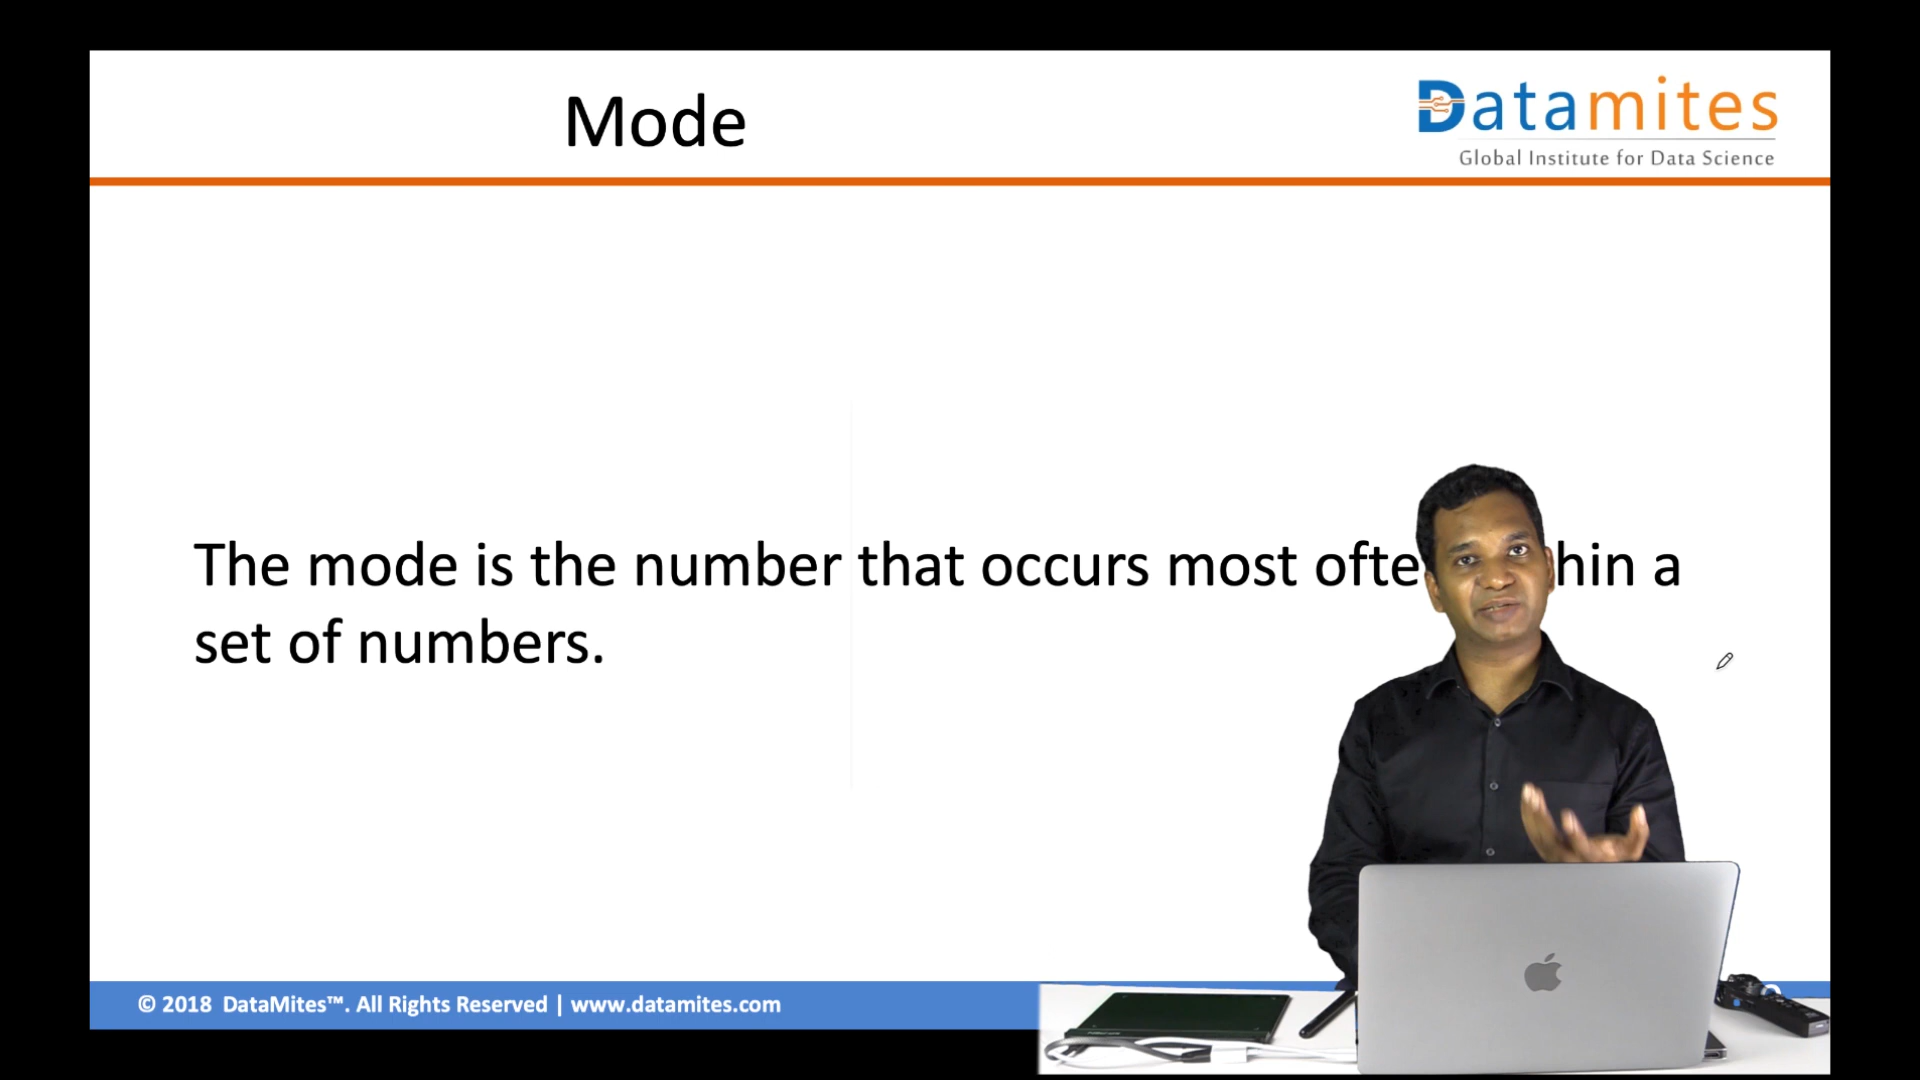 Mode
Datamites
Global Institute for Data Science
The mode is the number that occurs most ofte hin a
set of numbers.
© 2018 DataMites™. All Rights Reserved | www.datamites.com